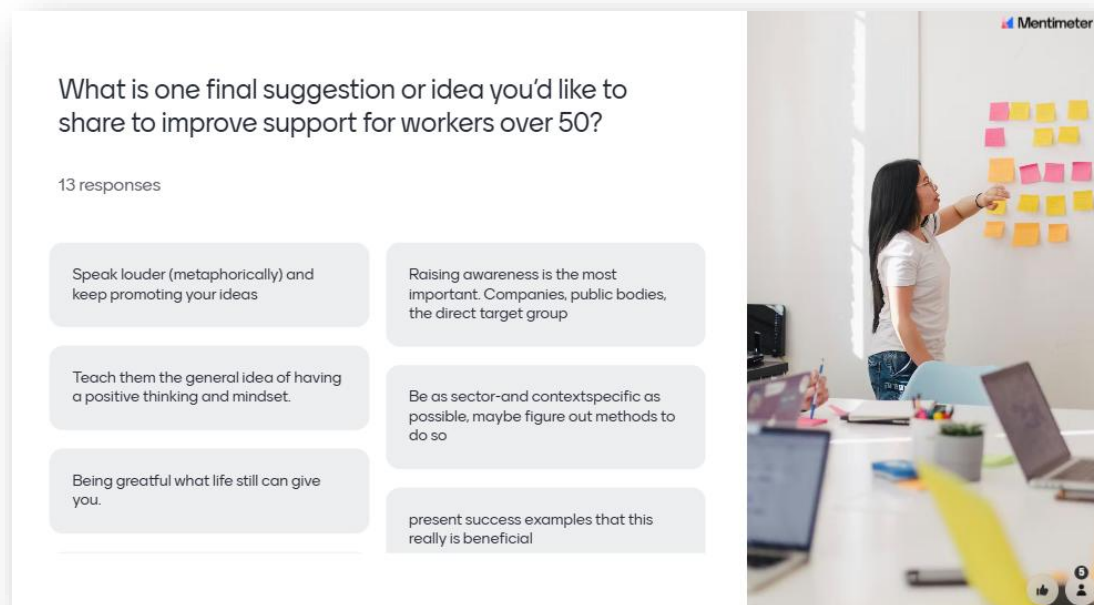 Mentimeter
What is one final suggestion or idea you'd like to
share to improve support for workers over 50?
13 responses
Speak louder (metaphorically) and
keep promoting your ideas
Teach them the general idea of having
a positive thinking and mindset.
Being greatful what life still can give
you.
Raising awareness is the most
important. Companies, public bodies,
the direct target group
Be as sector-and contextspecific as
possible, maybe figure out methods to
do so
present success examples that this
really is beneficial
5